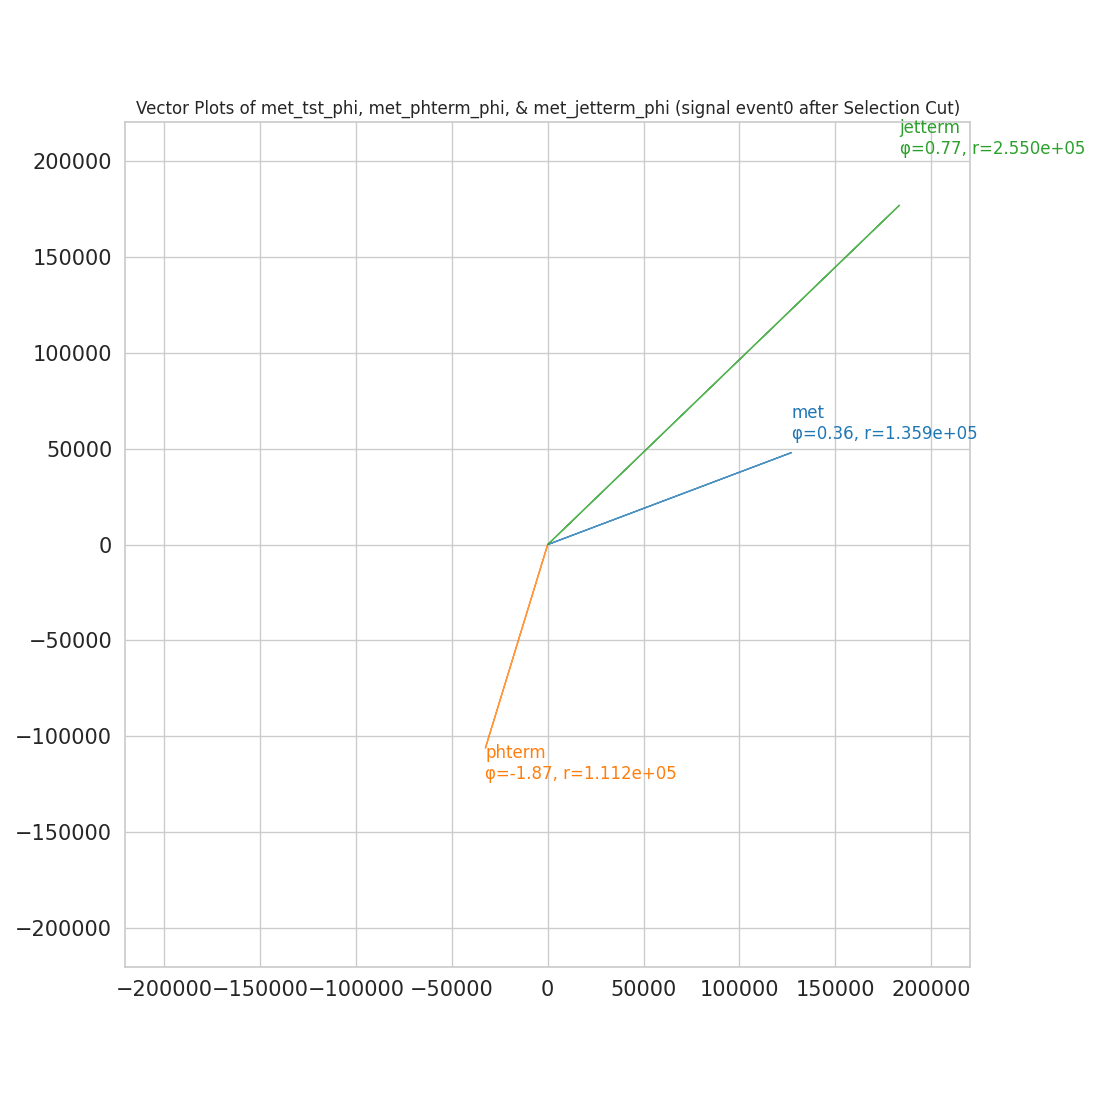 Vector Plots of met_tst_phi, met_phterm_phi, & met_jetterm_phi (signal event0 after Selection Cut)
jetterm
φ=0.77, r=2.550e+05
200000
150000
100000
met
φ=0.36, r=1.359e+05
50000
0
−50000
−100000
phterm
φ=-1.87, r=1.112e+05
−150000
−200000
−200000 −150000 −100000 −50000 0 50000 100000 150000 200000